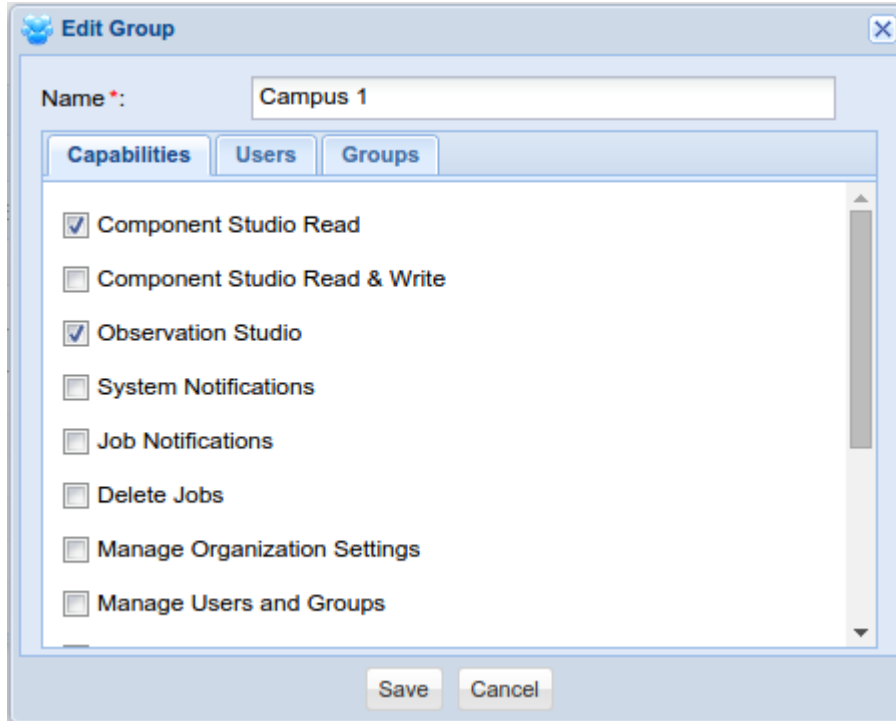 Edit Group
Name*: Campus 1
Capabilities Users Groups
Component Studio Read
Component Studio Read & Write
Observation Studio
System Notifications
Job Notifications
Delete Jobs
Manage Organization Settings
Manage Users and Groups
Save Cancel